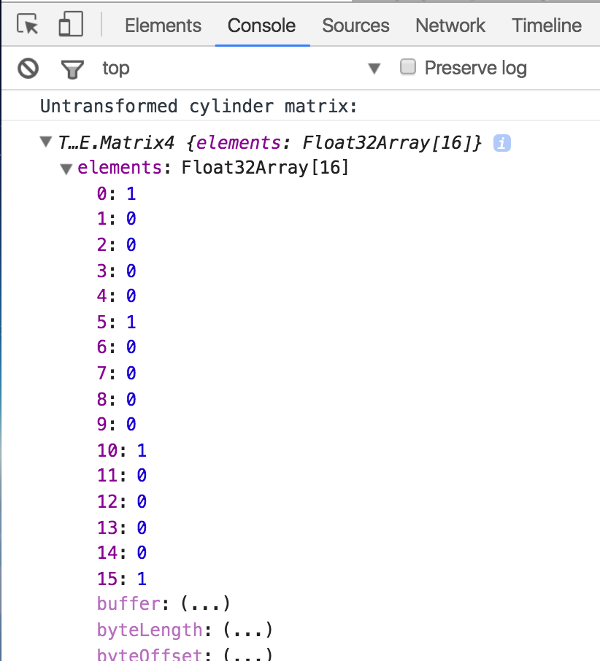 Elements Console Sources Network Timeline
top Preserve log
Untransformed cylinder matrix:
T…E.Matrix4 {elements: Float32Array[16]} i
elements: Float32Array[16]
0: 1
1: 0
2: 0
3: 0
4: 0
5: 1
6: 0
7: 0
8: 0
9: 0
10: 1
11: 0
12: 0
13: 0
14: 0
15: 1
buffer: (...)
byteLength: (...)
byteOffset: (...)